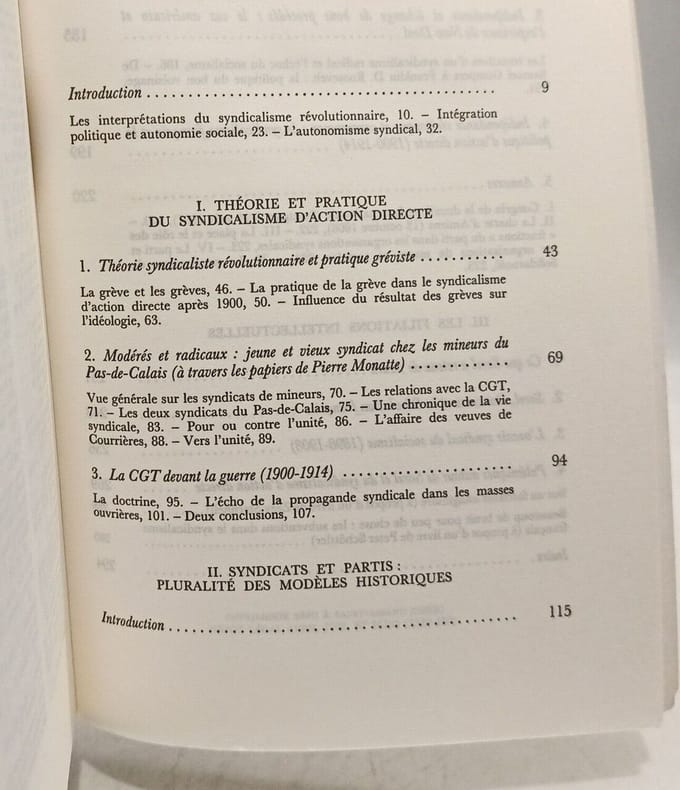 Introduction . . . . . . . . . . . . . . . . . . . . . . . . . . . . . . . . . . . . . . . . . . 9
Les interprétations du syndicalisme révolutionnaire, 10. – Intégration
politique et autonomie sociale, 23. – L'autonomisme syndical, 32.
I. THÉORIE ET PRATIQUE
DU SYNDICALISME D'ACTION DIRECTE
1. Théorie syndicaliste révolutionnaire et pratique gréviste . . . . . . . . . . . 43
La grève et les grèves, 46. – La pratique de la grève dans le syndicalisme
d'action directe après 1900, 50. – Influence du résultat des grèves sur
l'idéologie, 63.
2. Modérés et radicaux : jeune et vieux syndicat chez les mineurs du
Pas-de-Calais (à travers les papiers de Pierre Monatte) . . . . . . . . . . . . 69
Vue générale sur les syndicats de mineurs, 70. – Les relations avec la CGT,
71. – Les deux syndicats du Pas-de-Calais, 75. – Une chronique de la vie
syndicale, 83. – Pour ou contre l'unité, 86. – L'affaire des veuves de
Courrières, 88. – Vers l'unité, 89.
3. La CGT devant la guerre (1900-1914) . . . . . . . . . . . . . . . . . . . . . 94
La doctrine, 95. – L'écho de la propagande syndicale dans les masses
ouvrières, 101. – Deux conclusions, 107.
II. SYNDICATS ET PARTIS :
PLURALITÉ DES MODÈLES HISTORIQUES
Introduction . . . . . . . . . . . . . . . . . . . . . . . . . . . . . . . . . . . . . . . . . . 115